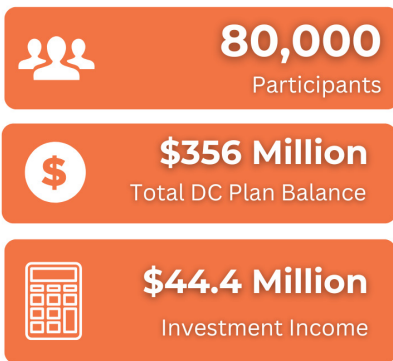 80,000
Participants
$
$356 Million
Total DC Plan Balance
$44.4 Million
Investment Income